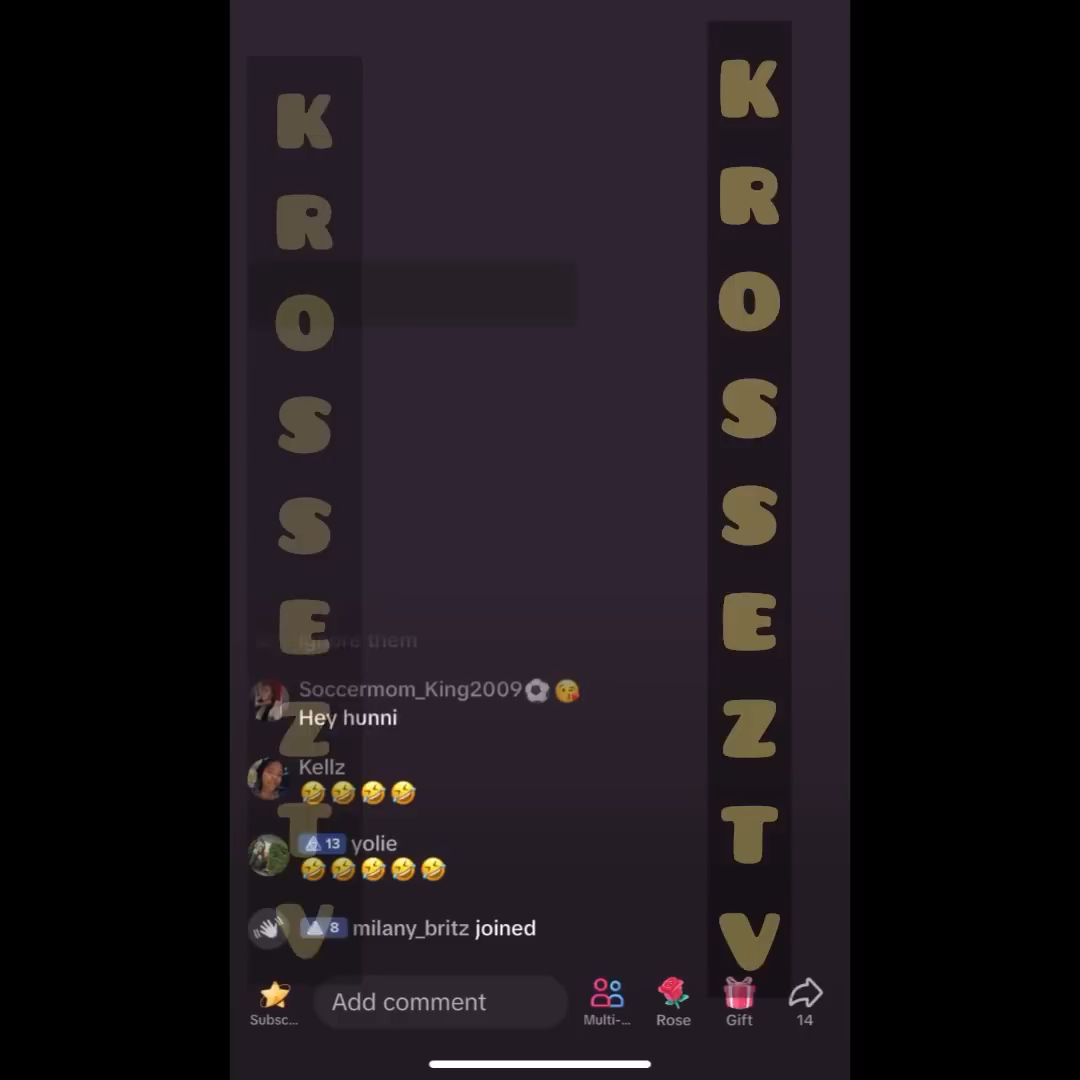 KROSSEZTV
KROSSEZTV
ignore them
Soccermom_King2009
Hey hunni
Kellz
13 yolie
8 milany_britz joined
Add comment
Subsc...
Multi-...
Rose
Gift
14